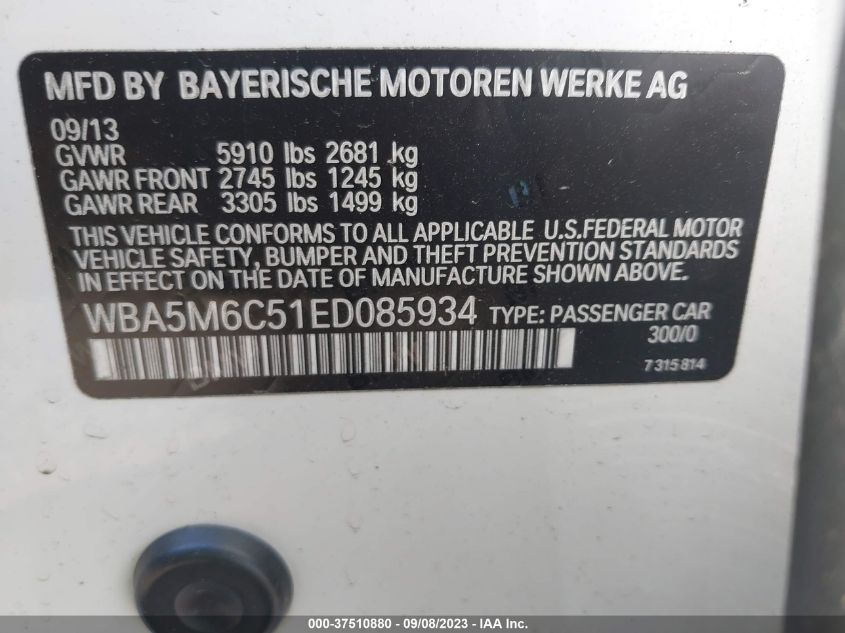 MFD BY BAYERISCHE MOTOREN WERKE AG
09/13
GVWR 5910 lbs 2681 kg
GAWR FRONT 2745 lbs 1245 kg
GAWR REAR 3305 lbs 1499 kg
THIS VEHICLE CONFORMS TO ALL APPLICABLE U.S.FEDERAL MOTOR
VEHICLE SAFETY, BUMPER AND THEFT PREVENTION STANDARDS
IN EFFECT ON THE DATE OF MANUFACTURE SHOWN ABOVE.
WBA5M6C51ED085934 TYPE: PASSENGER CAR
300/0
7 315 814
000-37510880 - 09/08/2023 - IAA Inc.